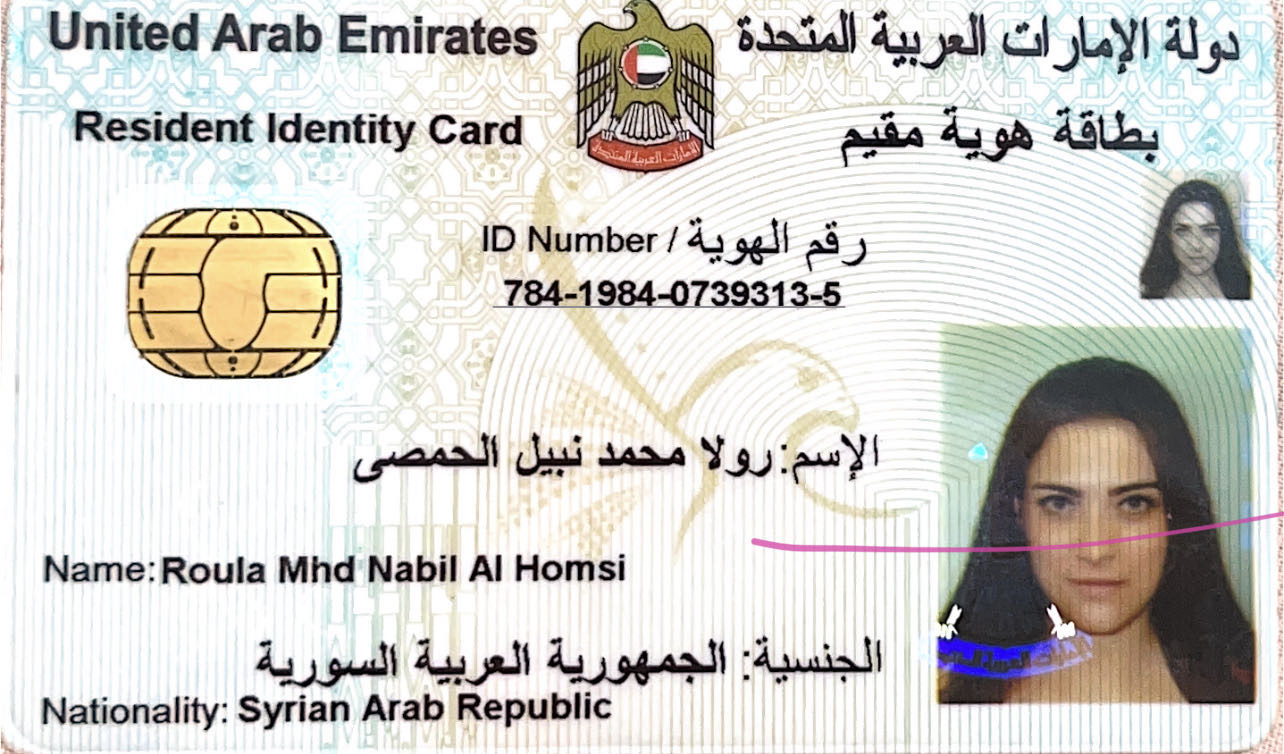 United Arab Emirates
دولة الإمارات العربية المتحدة
Resident Identity Card
بطاقة هوية مقيم
الإمارات العربية المتحدة
ID Number / رقم الهوية
784-1984-0739313-5
الإسم: رولا محمد نبيل الحمصى
Name: Roula Mhd Nabil Al Homsi
الجنسية: الجمهورية العربية السورية
Nationality: Syrian Arab Republic